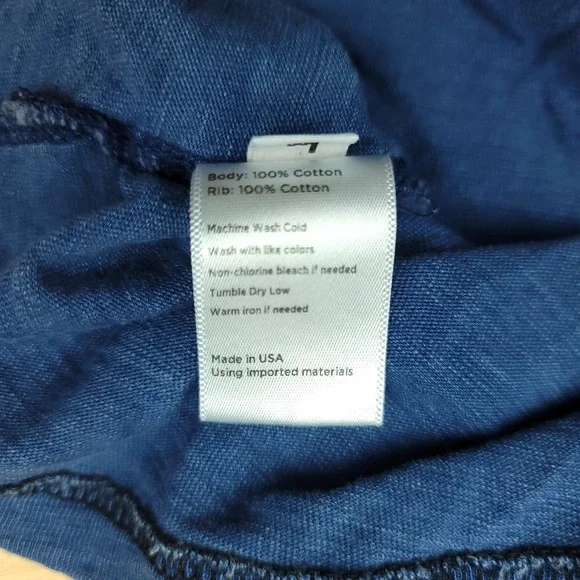 Body: 100% Cotton
Rib: 100% Cotton
Machine Wash Cold
Wash with like colors
Non-chlorine bleach if needed
Tumble Dry Low
Warm iron if needed
Made in USA
Using imported materials